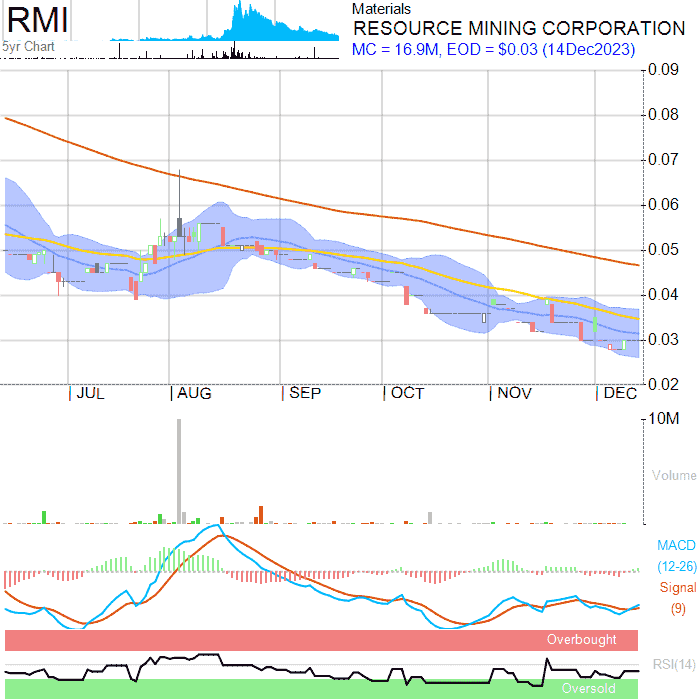 RMI
5yr Chart
Materials
RESOURCE MINING CORPORATION
MC = 16.9M, EOD = $0.03 (14Dec2023)
0.09
0.08
0.07
0.06
0.05
0.04
0.03
0.02
JUL
AUG
SEP
OCT
NOV
DEC
10M
Volume
MACD
(12-26)
Signal
(9)
Overbought
RSI(14)
Oversold